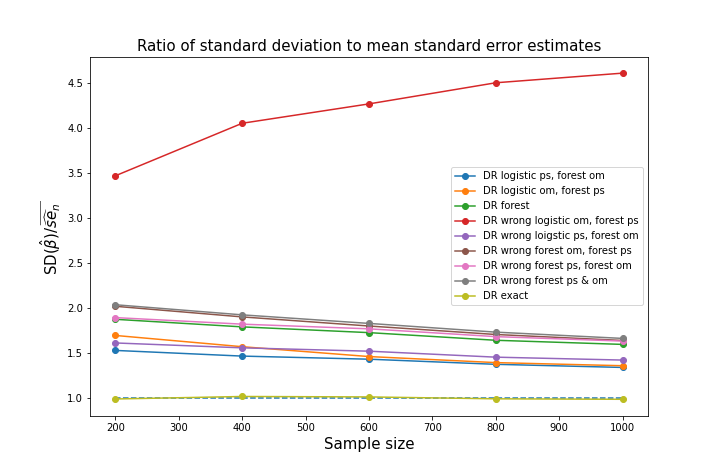 Ratio of standard deviation to mean standard error estimates
4.5
4.0
3.5
3.0
2.5
2.0
1.5
1.0
SD(β̂)/ŝeₙ
DR logistic ps, forest om
DR logistic om, forest ps
DR forest
DR wrong logistic om, forest ps
DR wrong loigstic ps, forest om
DR wrong forest om, forest ps
DR wrong forest ps, forest om
DR wrong forest ps & om
DR exact
200 300 400 500 600 700 800 900 1000
Sample size